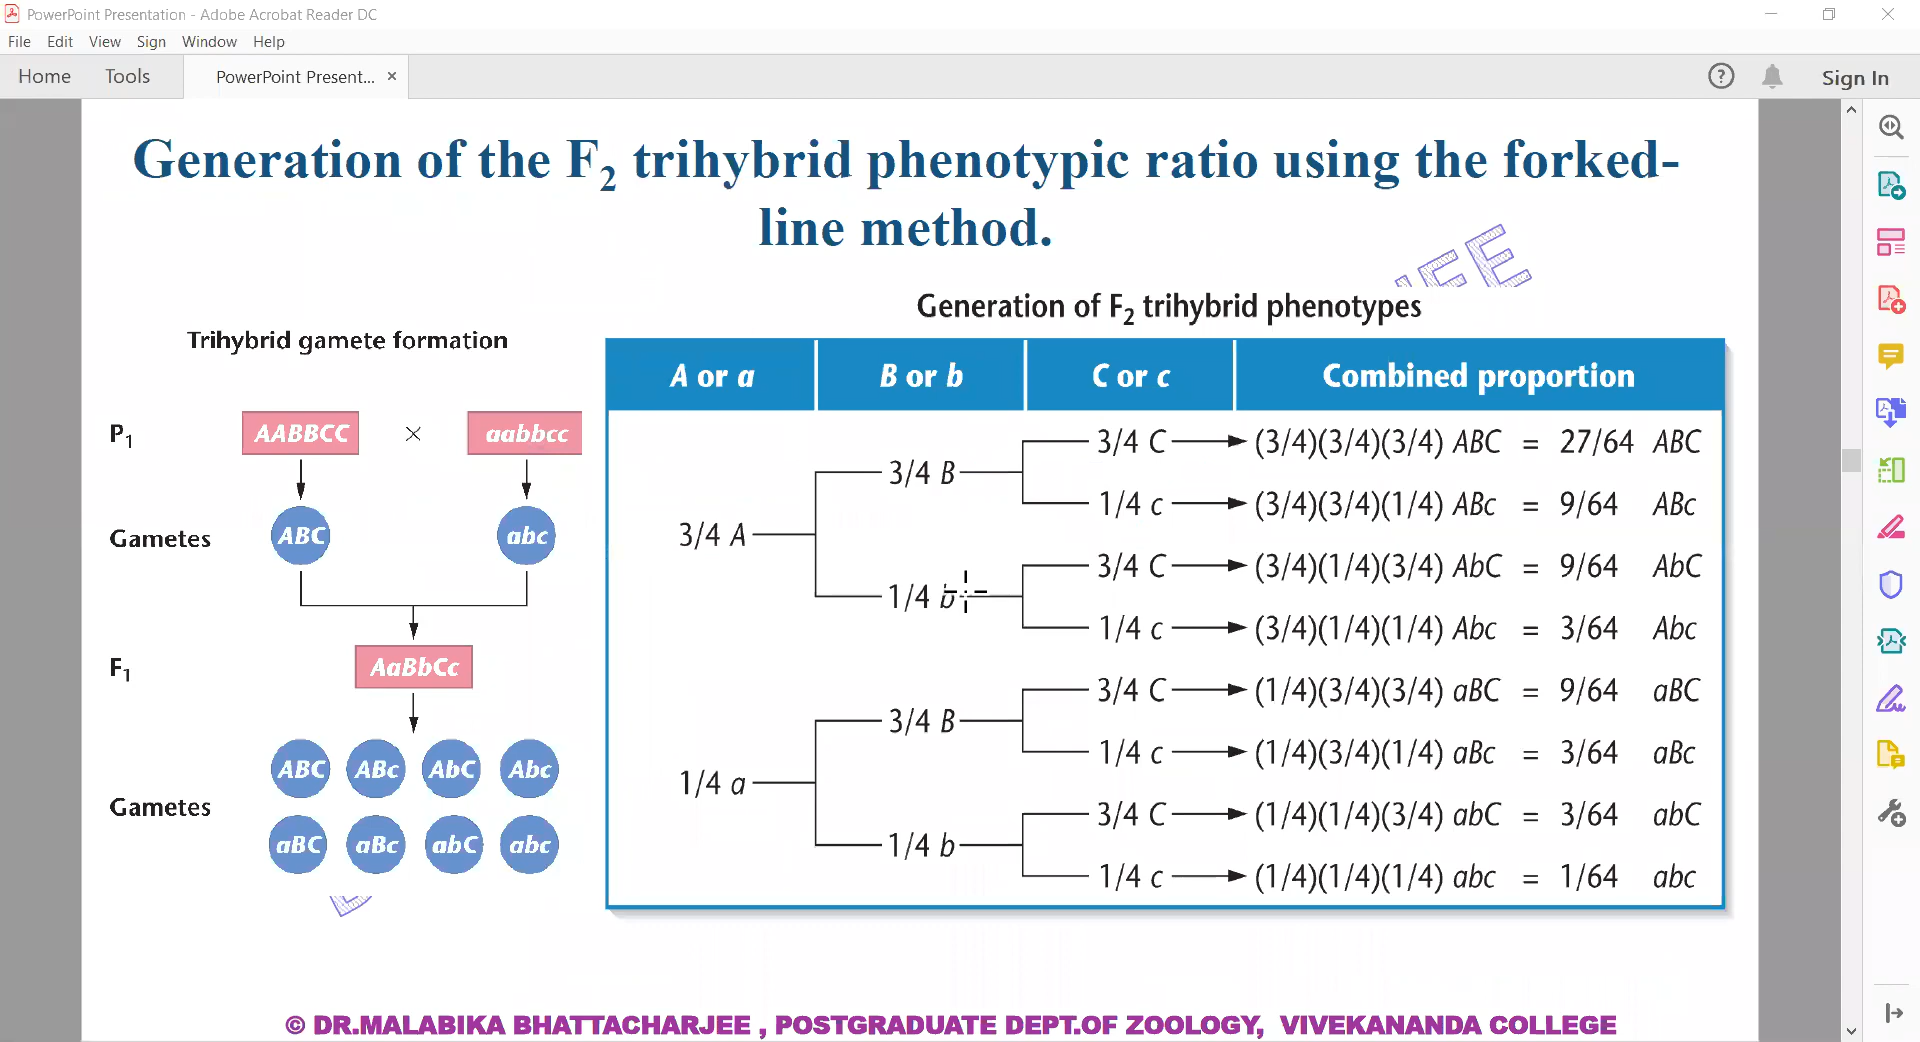 PowerPoint Presentation - Adobe Acrobat Reader DC
File Edit View Sign Window Help
Home Tools PowerPoint Present... × Sign In
Generation of the F2 trihybrid phenotypic ratio using the forked-
line method.
Generation of F2 trihybrid phenotypes
Trihybrid gamete formation
P1 AABBCC × aabbcc
Gametes ABC abc
F1 AaBbCc
Gametes
ABC ABc AbC Abc
aBC aBc abC abc
A or a B or b C or c Combined proportion
3/4 C (3/4)(3/4)(3/4) ABC = 27/64 ABC
3/4 B
1/4 c (3/4)(3/4)(1/4) ABc = 9/64 ABc
3/4 A
3/4 C (3/4)(1/4)(3/4) AbC = 9/64 AbC
1/4 b
1/4 c (3/4)(1/4)(1/4) Abc = 3/64 Abc
3/4 C (1/4)(3/4)(3/4) aBC = 9/64 aBC
3/4 B
1/4 c (1/4)(3/4)(1/4) aBc = 3/64 aBc
1/4 a
3/4 C (1/4)(1/4)(3/4) abC = 3/64 abC
1/4 b
1/4 c (1/4)(1/4)(1/4) abc = 1/64 abc
© DR.MALABIKA BHATTACHARJEE , POSTGRADUATE DEPT.OF ZOOLOGY, VIVEKANANDA COLLEGE